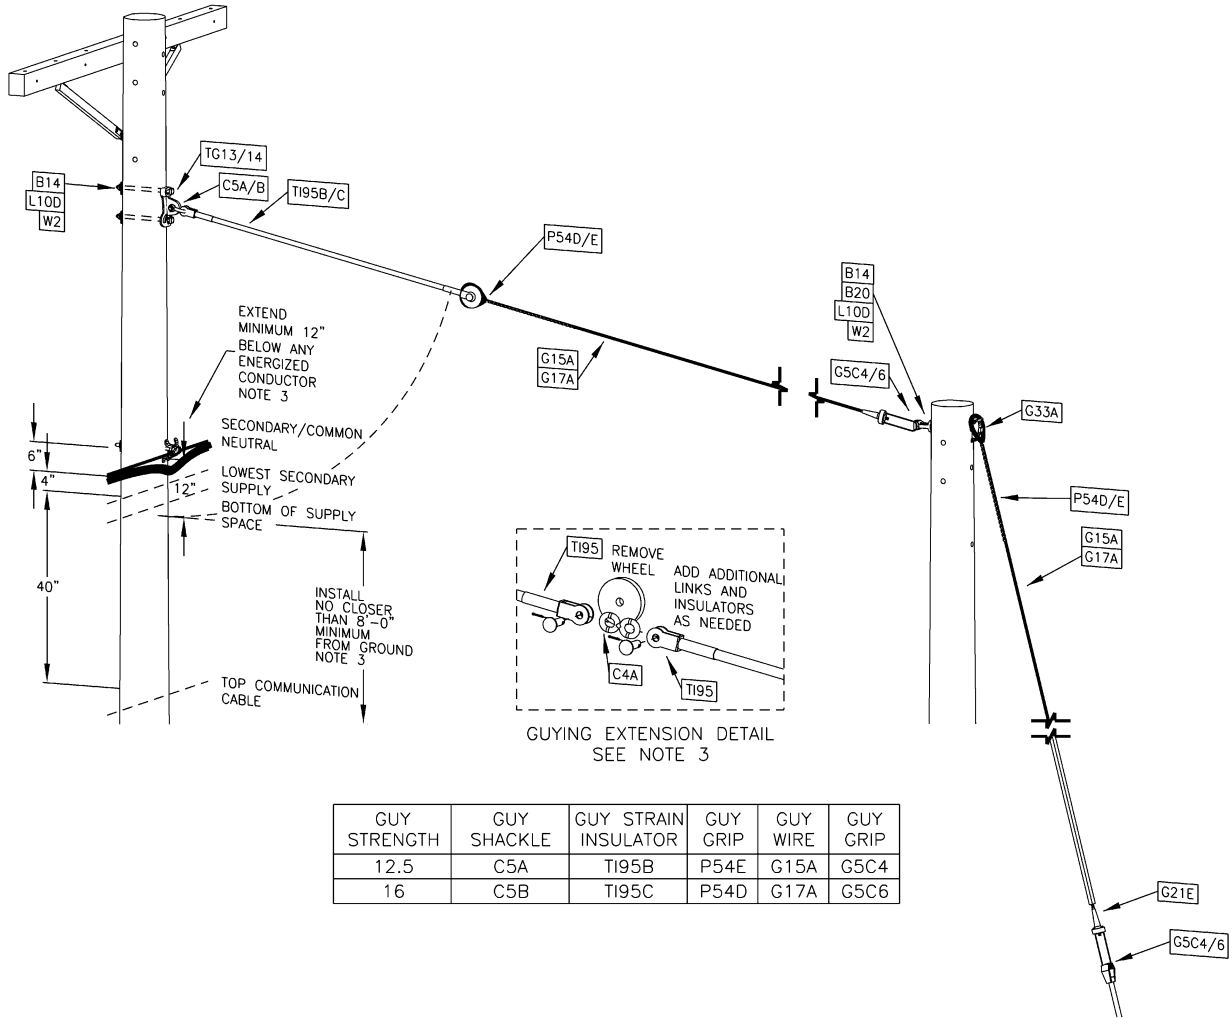 TG13/14
C5A/B
TI95B/C
B14
L10D
W2
P54D/E
EXTEND
MINIMUM 12"
BELOW ANY
ENERGIZED
CONDUCTOR
NOTE 3
G15A
G17A
B14
B20
L10D
W2
G5C4/6
G33A
SECONDARY/COMMON
NEUTRAL
6"
4"
12"
LOWEST SECONDARY
SUPPLY
BOTTOM OF SUPPLY
SPACE
P54D/E
G15A
G17A
40"
INSTALL
NO CLOSER
THAN 8'-0"
MINIMUM
FROM GROUND
NOTE 3
TOP COMMUNICATION
CABLE
TI95
REMOVE
WHEEL
ADD ADDITIONAL
LINKS AND
INSULATORS
AS NEEDED
C4A
TI95
GUYING EXTENSION DETAIL
SEE NOTE 3
GUY STRENGTH GUY SHACKLE GUY STRAIN INSULATOR GUY GRIP GUY WIRE GUY GRIP
12.5 C5A TI95B P54E G15A G5C4
16 C5B TI95C P54D G17A G5C6
G21E
G5C4/6